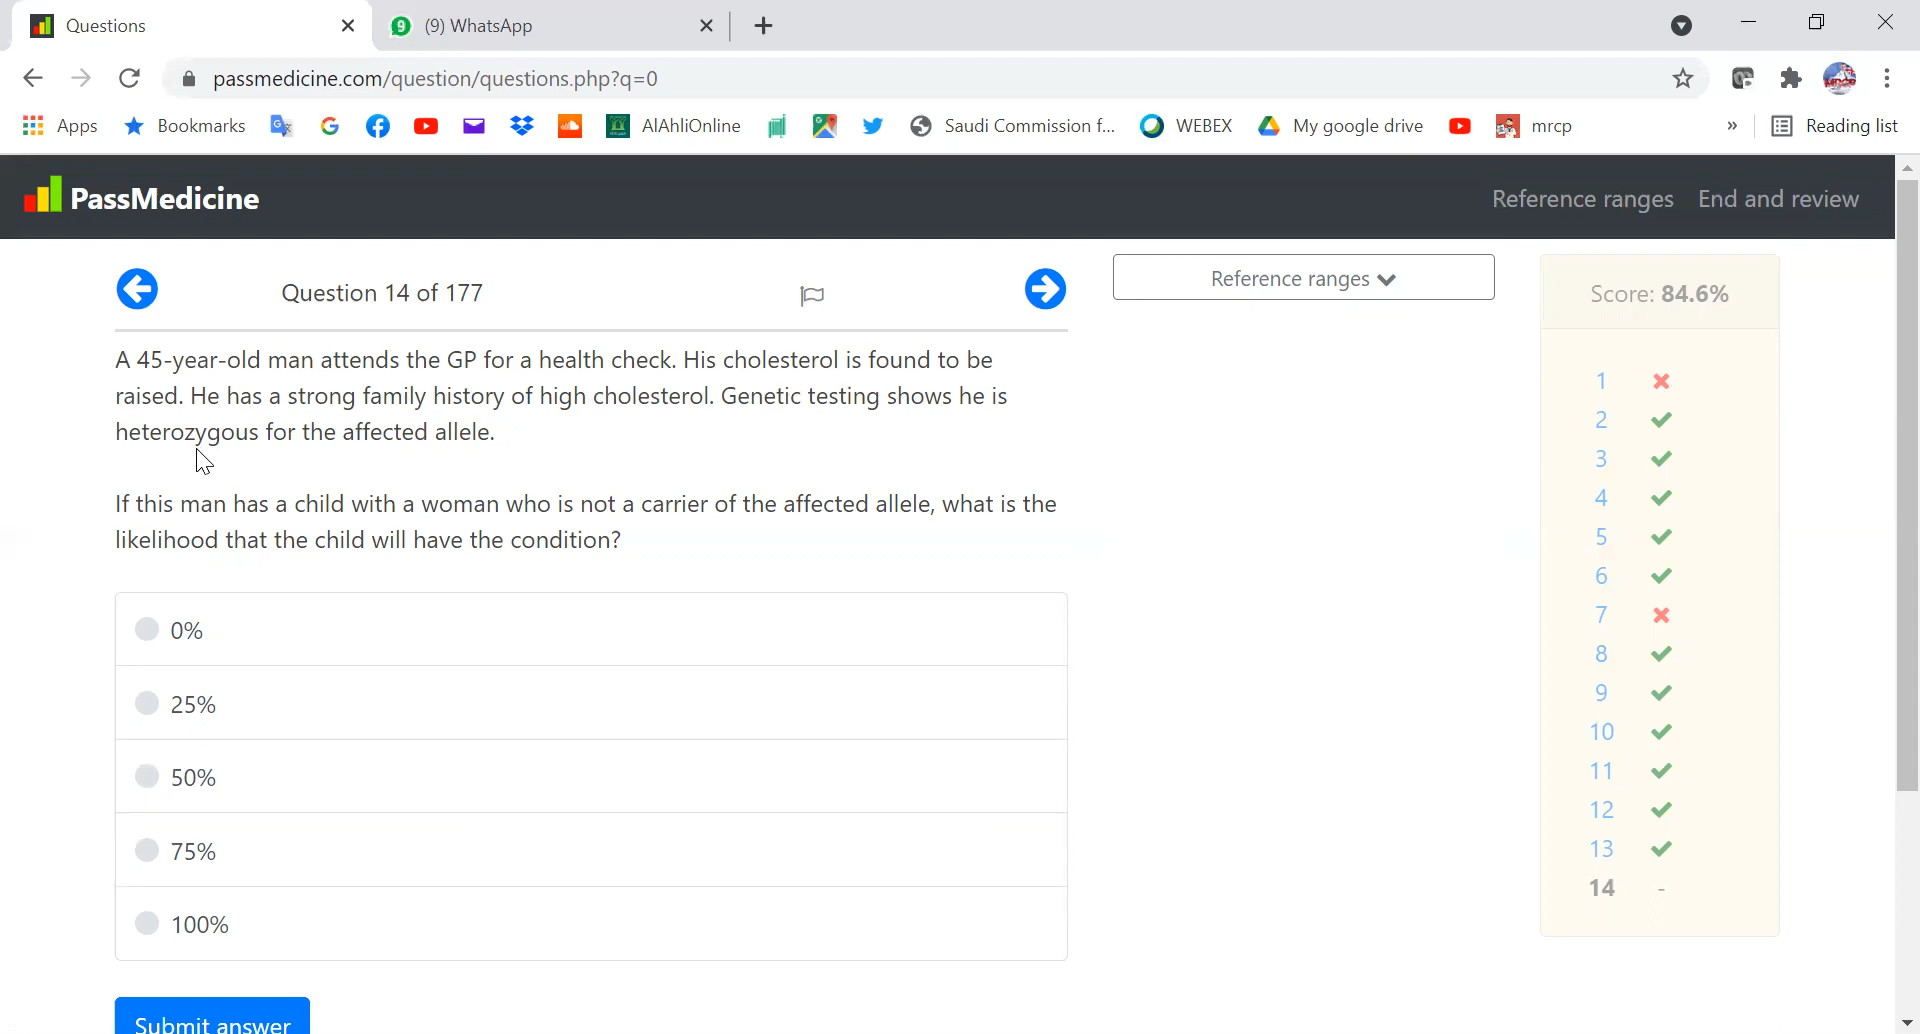 Questions
9 (9) WhatsApp
passmedicine.com/question/questions.php?q=0
Apps Bookmarks AlAhliOnline Saudi Commission f... WEBEX My google drive mrcp » Reading list
PassMedicine
Reference ranges End and review
Question 14 of 177
Reference ranges
Score: 84.6%
A 45-year-old man attends the GP for a health check. His cholesterol is found to be
raised. He has a strong family history of high cholesterol. Genetic testing shows he is
heterozygous for the affected allele.
If this man has a child with a woman who is not a carrier of the affected allele, what is the
likelihood that the child will have the condition?
0%
25%
50%
75%
100%
Submit answer
1
2
3
4
5
6
7
8
9
10
11
12
13
14 -